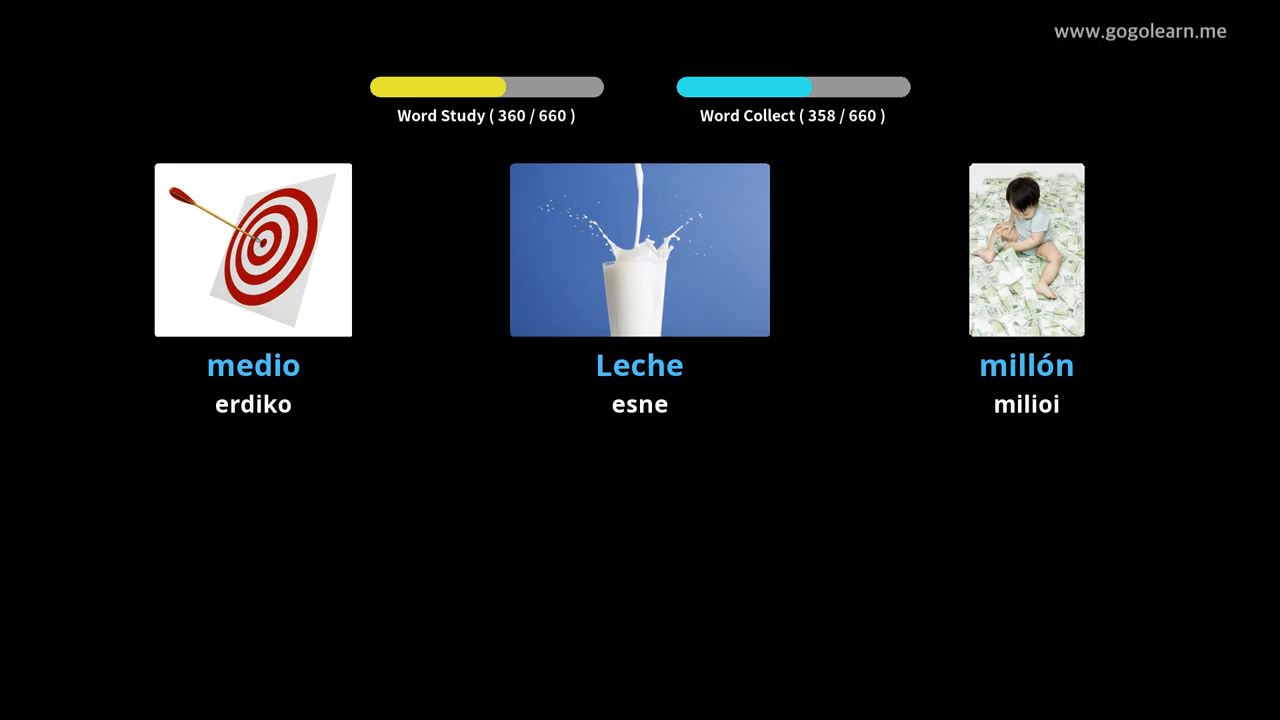 www.gogolearn.me
Word Study ( 360 / 660 )
Word Collect ( 358 / 660 )
medio
erdiko
Leche
esne
millón
milioi